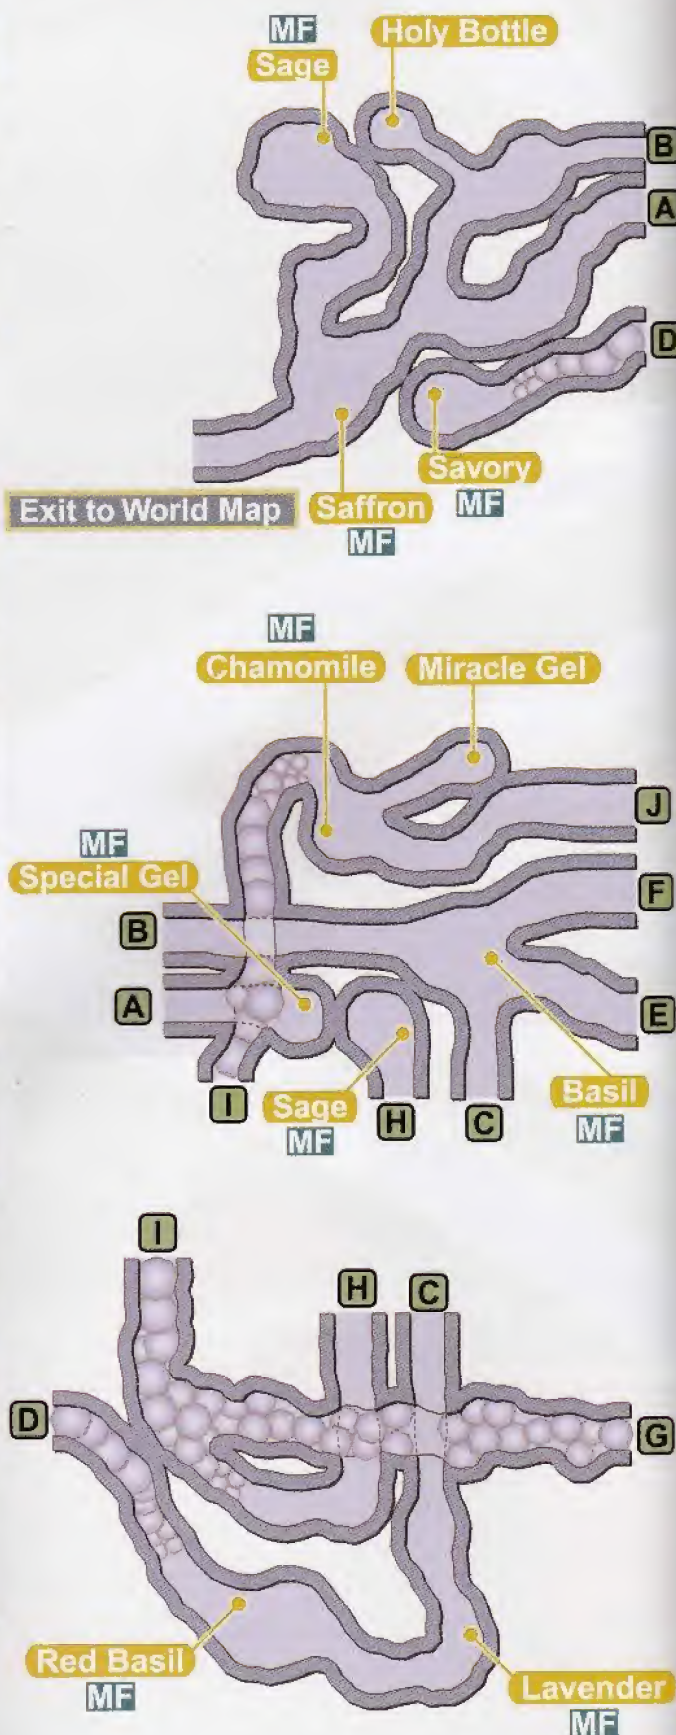 MF
Holy Bottle
Sage
B
A
D
Savory
Exit to World Map
Saffron
MF
MF
MF
Chamomile
Miracle Gel
J
MF
Special Gel
F
B
A
E
I
Sage
H
C
Basil
MF
MF
I
H
C
D
G
Red Basil
MF
Lavender
MF